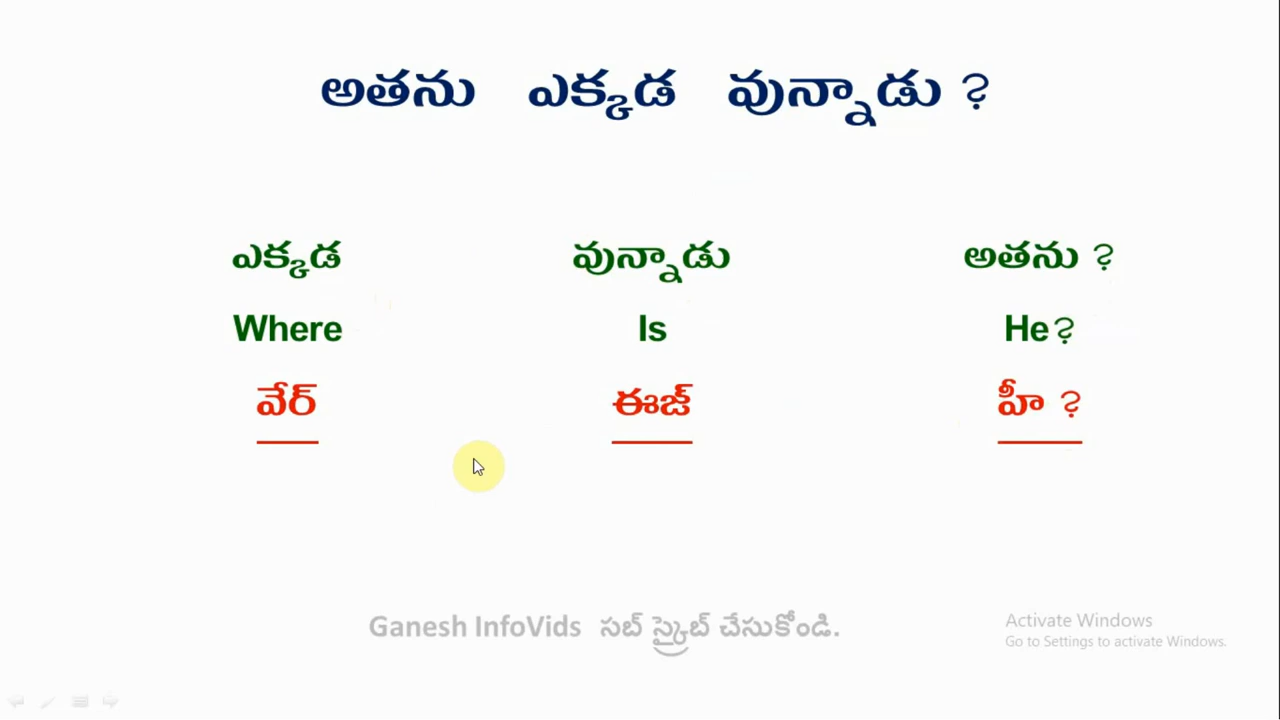 అతను ఎక్కడ వున్నాడు ?
ఎక్కడ వున్నాడు అతను ?
Where Is He?
వేర్ ఈజ్ హీ ?
Ganesh InfoVids సబ్ స్క్రైబ్ చేసుకోండి.
Activate Windows
Go to Settings to activate Windows.